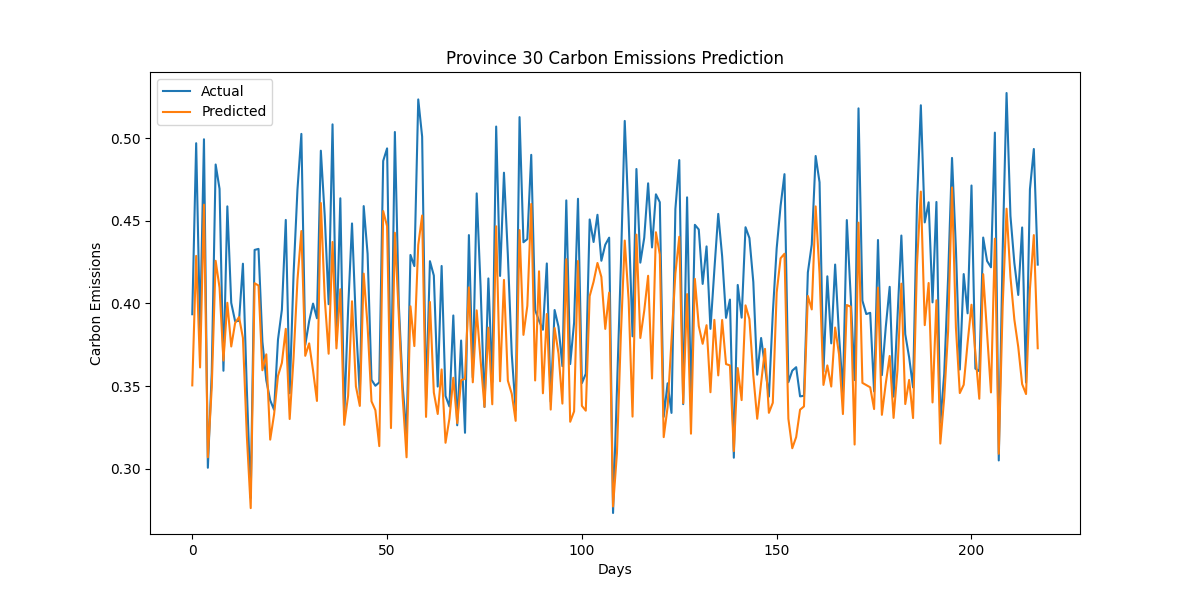 Province 30 Carbon Emissions Prediction
Actual
Predicted
0.50
0.45
0.40
0.35
0.30
Carbon Emissions
0
50
100
150
200
Days